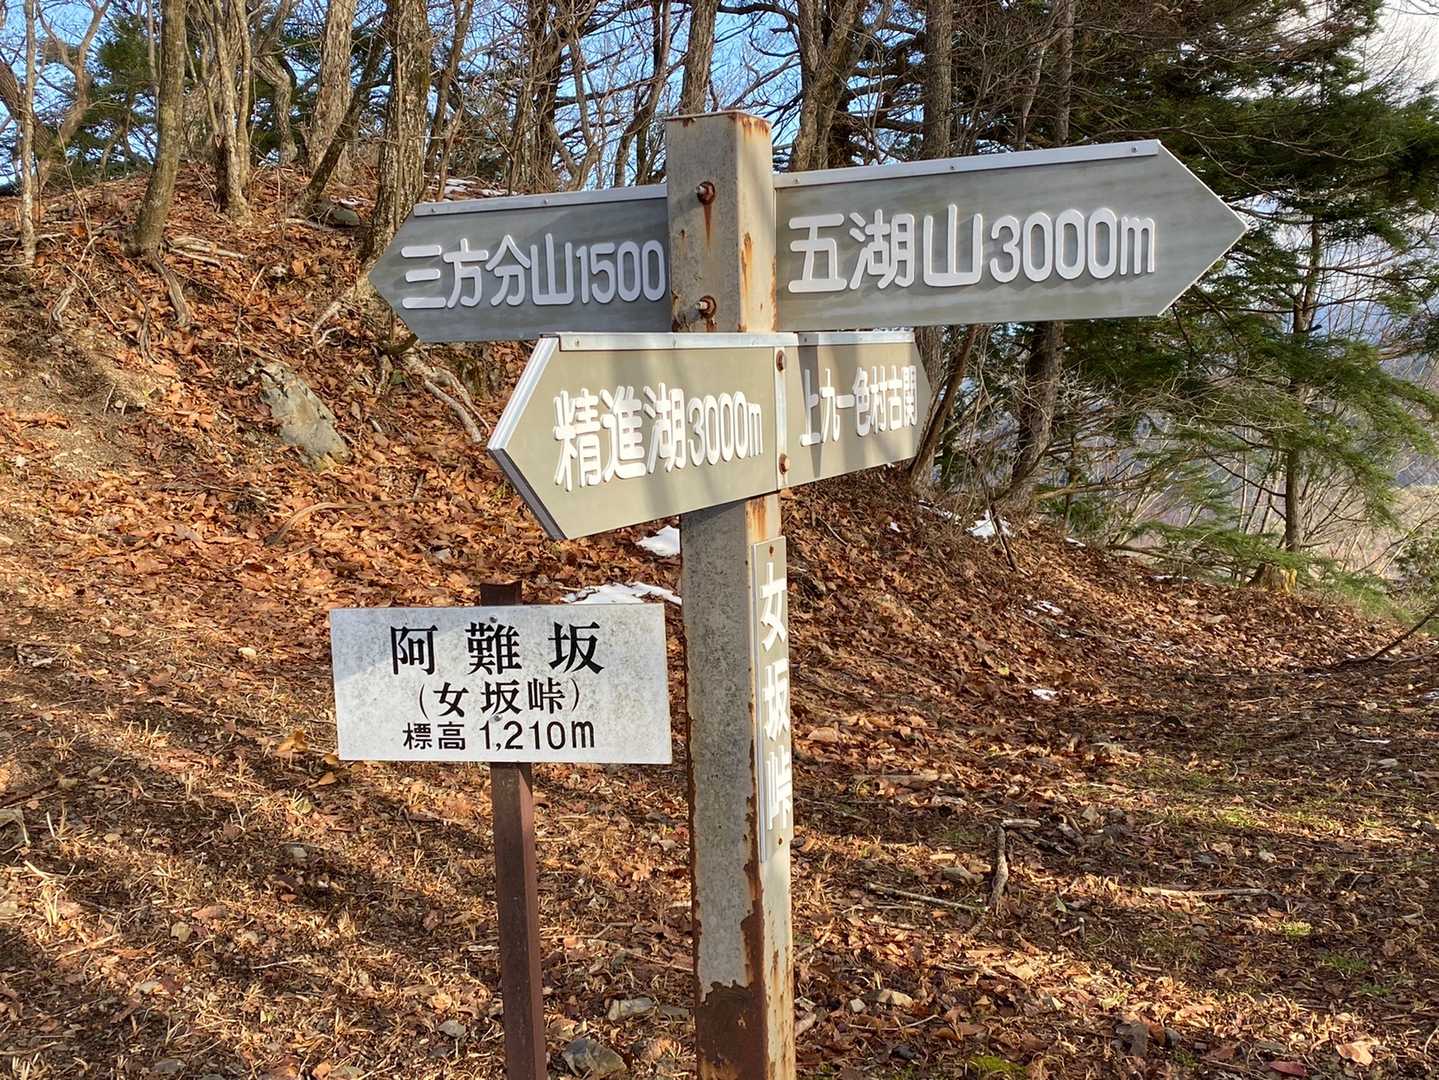 三方分山1500
五湖山3000m
精進湖3000m
上九一色村古関
女坂峠
阿難坂
(女坂峠)
標高1,210m